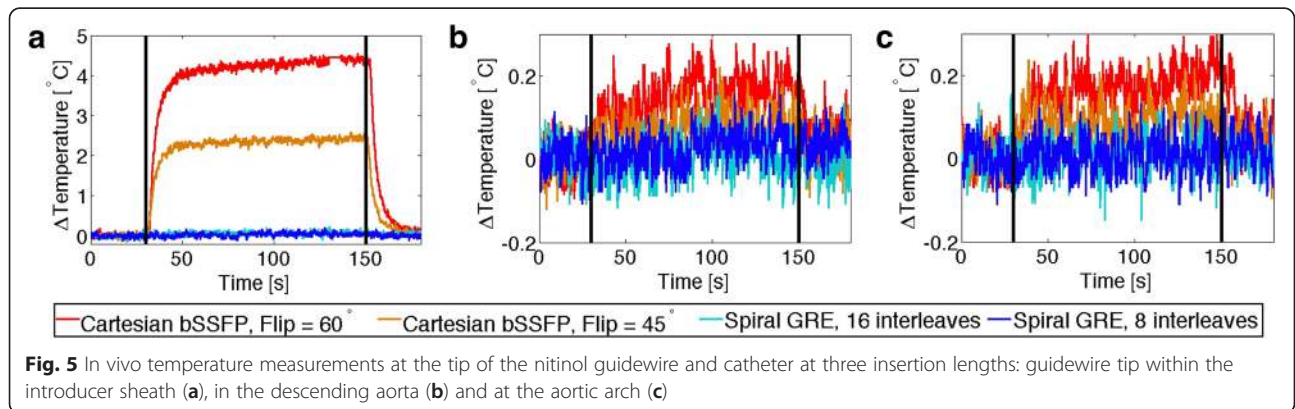 a
b
c
ΔTemperature [°C]
5
4
3
2
1
0
0 50 100 150
Time [s]
ΔTemperature [°C]
0.2
0
-0.2
0 50 100 150
Time [s]
ΔTemperature [°C]
0.2
0
-0.2
0 50 100 150
Time [s]
Cartesian bSSFP, Flip = 60° Cartesian bSSFP, Flip = 45° Spiral GRE, 16 interleaves Spiral GRE, 8 interleaves
Fig. 5 In vivo temperature measurements at the tip of the nitinol guidewire and catheter at three insertion lengths: guidewire tip within the
introducer sheath (a), in the descending aorta (b) and at the aortic arch (c)